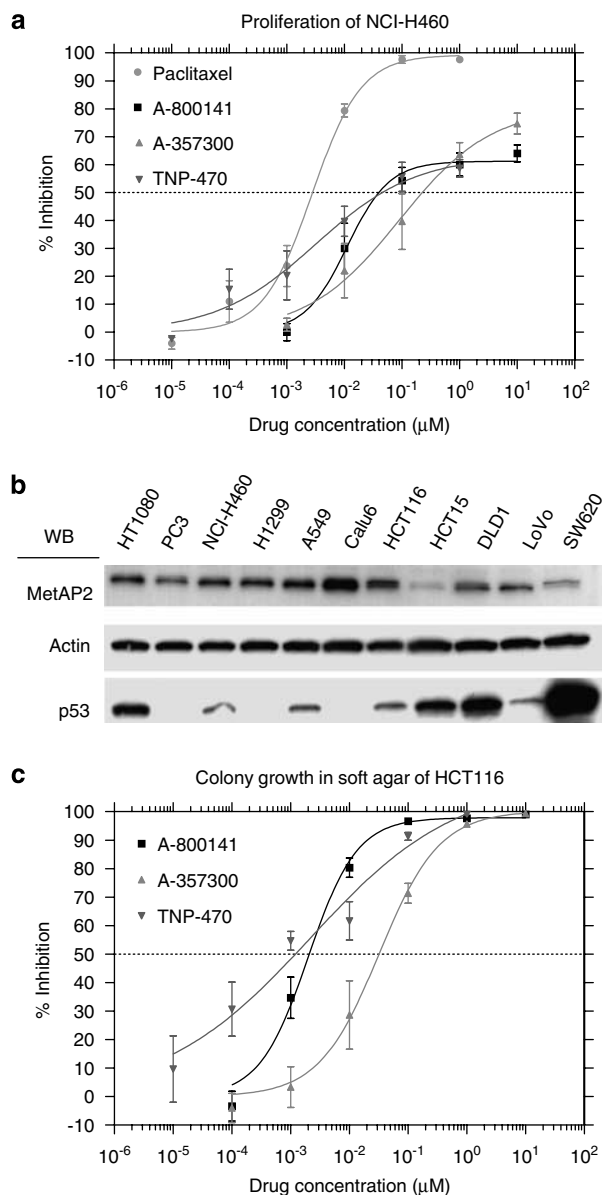 a
Proliferation of NCI-H460
% Inhibition
100
90
80
70
60
50
40
30
20
10
0
-10
Paclitaxel
A-800141
A-357300
TNP-470
10-6
10-5
10-4
10-3
10-2
10-1
100
101
102
Drug concentration (μM)
b
WB
HT1080
PC3
NCI-H460
H1299
A549
Calu6
HCT116
HCT15
DLD1
LoVo
SW620
MetAP2
Actin
p53
c
Colony growth in soft agar of HCT116
% Inhibition
100
90
80
70
60
50
40
30
20
10
0
-10
A-800141
A-357300
TNP-470
10-6
10-5
10-4
10-3
10-2
10-1
100
101
102
Drug concentration (μM)